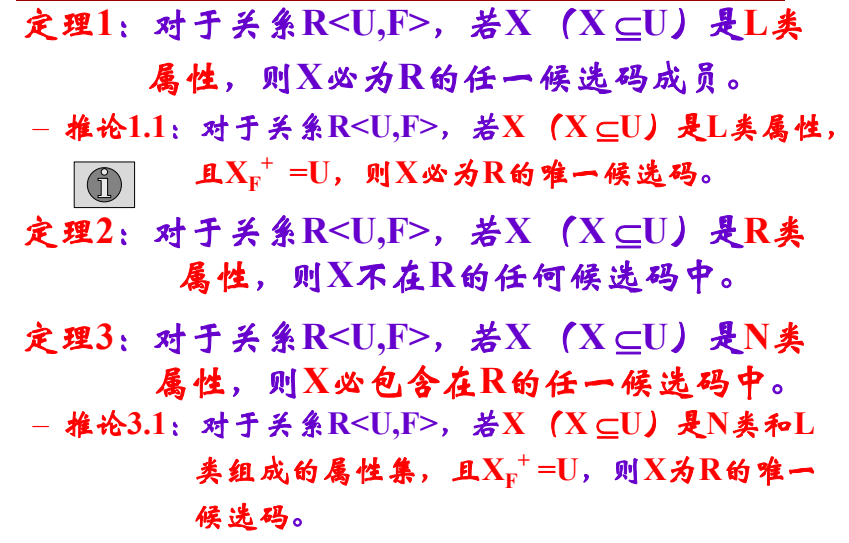 定理1：对于关系R<U,F>，若X（X⊆U）是L类
属性，则X必为R的任一候选码成员。
– 推论1.1：对于关系R<U,F>，若X（X⊆U）是L类属性，
且X_F^+ =U，则X必为R的唯一候选码。
定理2：对于关系R<U,F>，若X（X⊆U）是R类
属性，则X不在R的任何候选码中。
定理3：对于关系R<U,F>，若X（X⊆U）是N类
属性，则X必包含在R的任一候选码中。
– 推论3.1：对于关系R<U,F>，若X（X⊆U）是N类和L
类组成的属性集，且X_F^+ =U，则X为R的唯一
候选码。